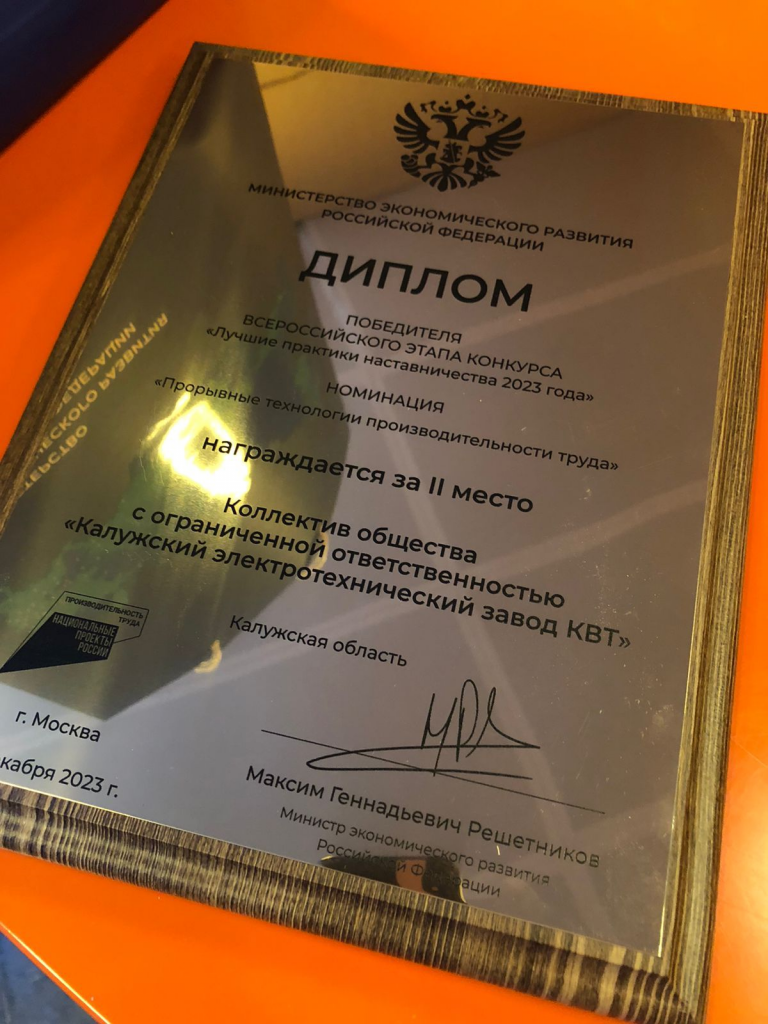 МИНИСТЕРСТВО ЭКОНОМИЧЕСКОГО РАЗВИТИЯ
РОССИЙСКОЙ ФЕДЕРАЦИИ
ДИПЛОМ
ПОБЕДИТЕЛЯ
ВСЕРОССИЙСКОГО ЭТАПА КОНКУРСА
«Лучшие практики наставничества 2023 года»
НОМИНАЦИЯ
«Прорывные технологии производительности труда»
награждается за II место
Коллектив общества
с ограниченной ответственностью
«Калужский электротехнический завод КВТ»
Калужская область
ПРОИЗВОДИТЕЛЬНОСТЬ
ТРУДА
НАЦИОНАЛЬНЫЕ
ПРОЕКТЫ
РОССИИ
г. Москва
кабря 2023 г.
Максим Геннадьевич Решетников
Министр экономического развития